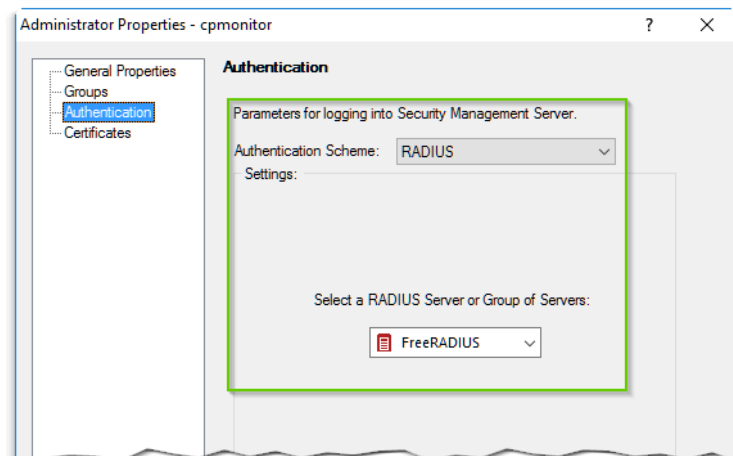 Administrator Properties - cpmonitor ? X
General Properties
Groups
Authentication
Certificates
Authentication
Parameters for logging into Security Management Server.
Authentication Scheme: RADIUS
Settings:
Select a RADIUS Server or Group of Servers:
FreeRADIUS